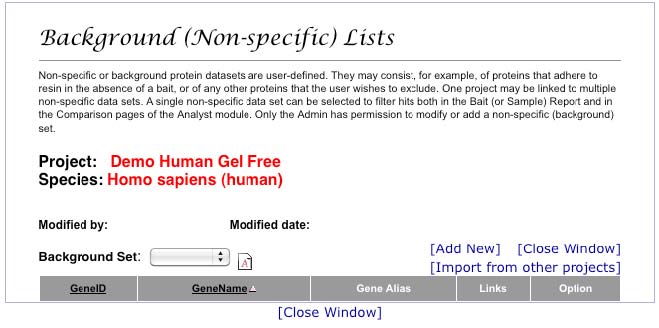 Background (Non-specific) Lists
Non-specific or background protein datasets are user-defined. They may consist, for example, of proteins that adhere to
resin in the absence of a bait, or of any other proteins that the user wishes to exclude. One project may be linked to multiple
non-specific data sets. A single non-specific data set can be selected to filter hits both in the Bait (or Sample) Report and in
the Comparison pages of the Analyst module. Only the Admin has permission to modify or add a non-specific (background)
set.
Project: Demo Human Gel Free
Species: Homo sapiens (human)
Modified by: Modified date:
[Add New] [Close Window]
Background Set:
[Import from other projects]
GeneID GeneName Gene Alias Links Option
[Close Window]